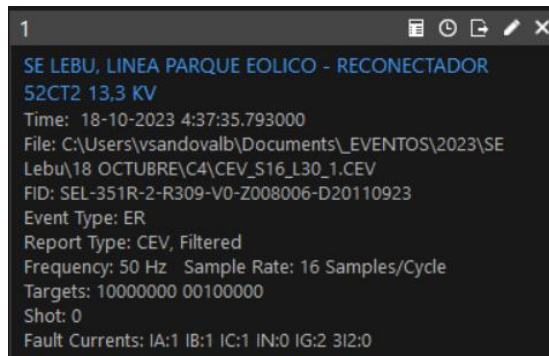 1
SE LEBU, LINEA PARQUE EOLICO - RECONECTADOR
52CT2 13,3 KV
Time: 18-10-2023 4:37:35.793000
File: C:\Users\vsandovalb\Documents\_EVENTOS\2023\SE
Lebu\18 OCTUBRE\C4\CEV_S16_L30_1.CEV
FID: SEL-351R-2-R309-V0-Z008006-D20110923
Event Type: ER
Report Type: CEV, Filtered
Frequency: 50 Hz Sample Rate: 16 Samples/Cycle
Targets: 10000000 00100000
Shot: 0
Fault Currents: IA:1 IB:1 IC:1 IN:0 IG:2 3I2:0